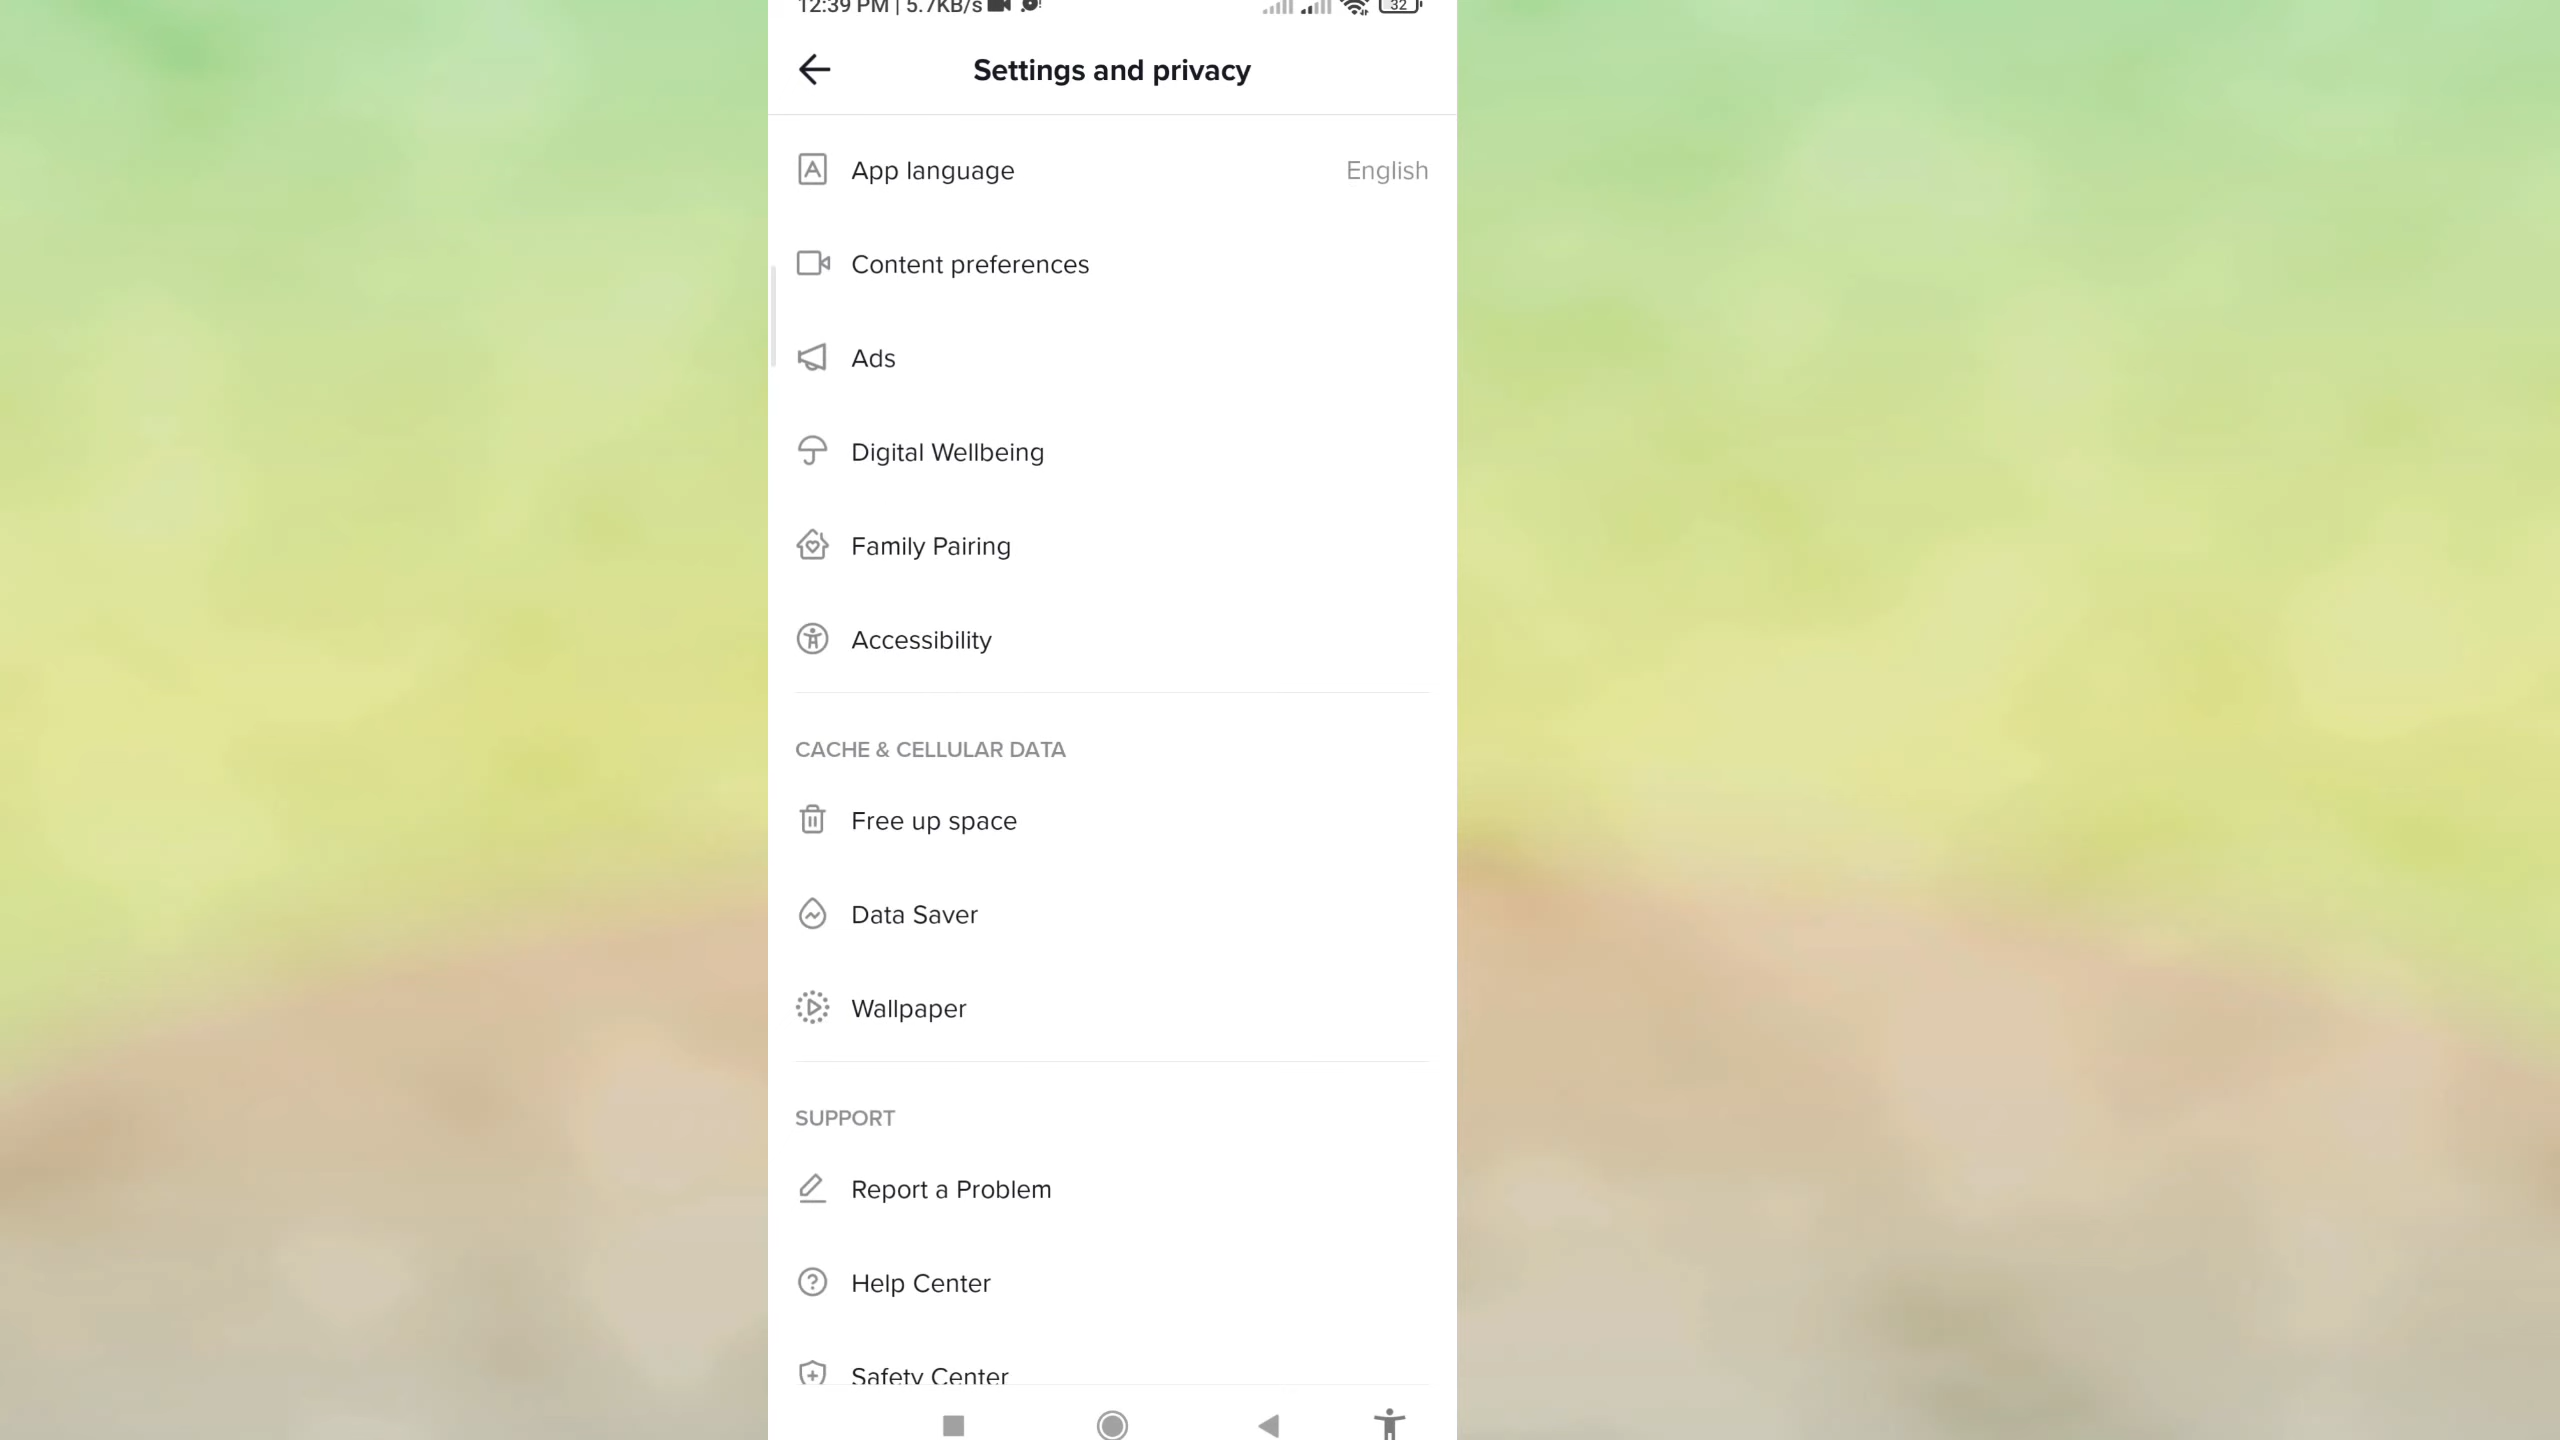 12:39 PM | 5.7KB/s
32
Settings and privacy
App language
English
Content preferences
Ads
Digital Wellbeing
Family Pairing
Accessibility
CACHE & CELLULAR DATA
Free up space
Data Saver
Wallpaper
SUPPORT
Report a Problem
Help Center
Safety Center